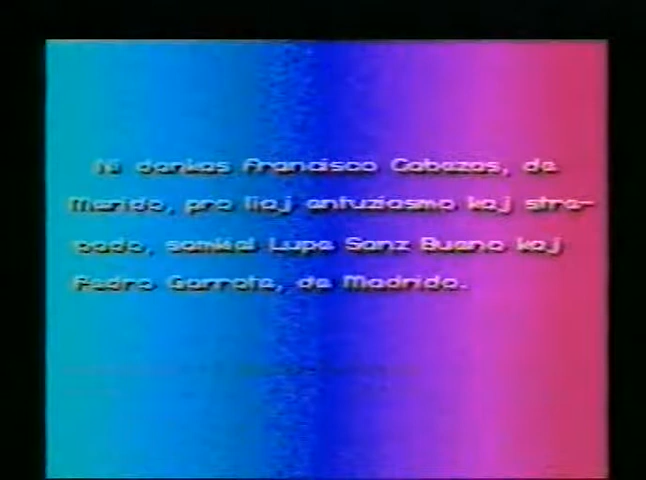 Ni dankas Francisco Cabezas, de
Merido, pro liaj entuziasmo kaj stre-
bado, samkiel Lupe Sanz Bueno kaj
Pedro Garrote, de Madrido.